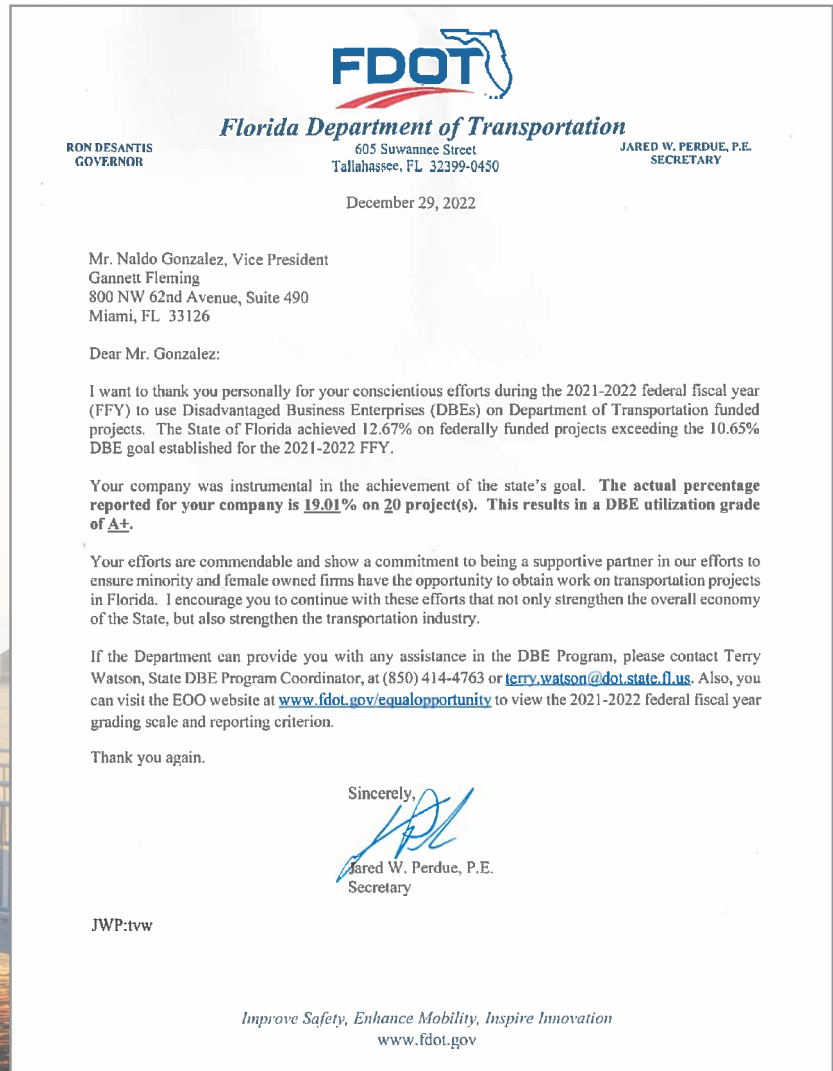 FDOT
Florida Department of Transportation
RON DESANTIS
GOVERNOR
605 Suwannee Street
Tallahassee, FL 32399-0450
JARED W. PERDUE, P.E.
SECRETARY
December 29, 2022
Mr. Naldo Gonzalez, Vice President
Gannett Fleming
800 NW 62nd Avenue, Suite 490
Miami, FL 33126
Dear Mr. Gonzalez:
I want to thank you personally for your conscientious efforts during the 2021-2022 federal fiscal year
(FFY) to use Disadvantaged Business Enterprises (DBEs) on Department of Transportation funded
projects. The State of Florida achieved 12.67% on federally funded projects exceeding the 10.65%
DBE goal established for the 2021-2022 FFY.
Your company was instrumental in the achievement of the state's goal. The actual percentage
reported for your company is 19.01% on 20 project(s). This results in a DBE utilization grade
of A+.
Your efforts are commendable and show a commitment to being a supportive partner in our efforts to
ensure minority and female owned firms have the opportunity to obtain work on transportation projects
in Florida. I encourage you to continue with these efforts that not only strengthen the overall economy
of the State, but also strengthen the transportation industry.
If the Department can provide you with any assistance in the DBE Program, please contact Terry
Watson, State DBE Program Coordinator, at (850) 414-4763 or terry.watson@dot.state.fl.us. Also, you
can visit the EOO website at www.fdot.gov/equalopportunity to view the 2021-2022 federal fiscal year
grading scale and reporting criterion.
Thank you again.
Sincerely,
Jared W. Perdue, P.E.
Secretary
JWP:tvw
Improve Safety, Enhance Mobility, Inspire Innovation
www.fdot.gov